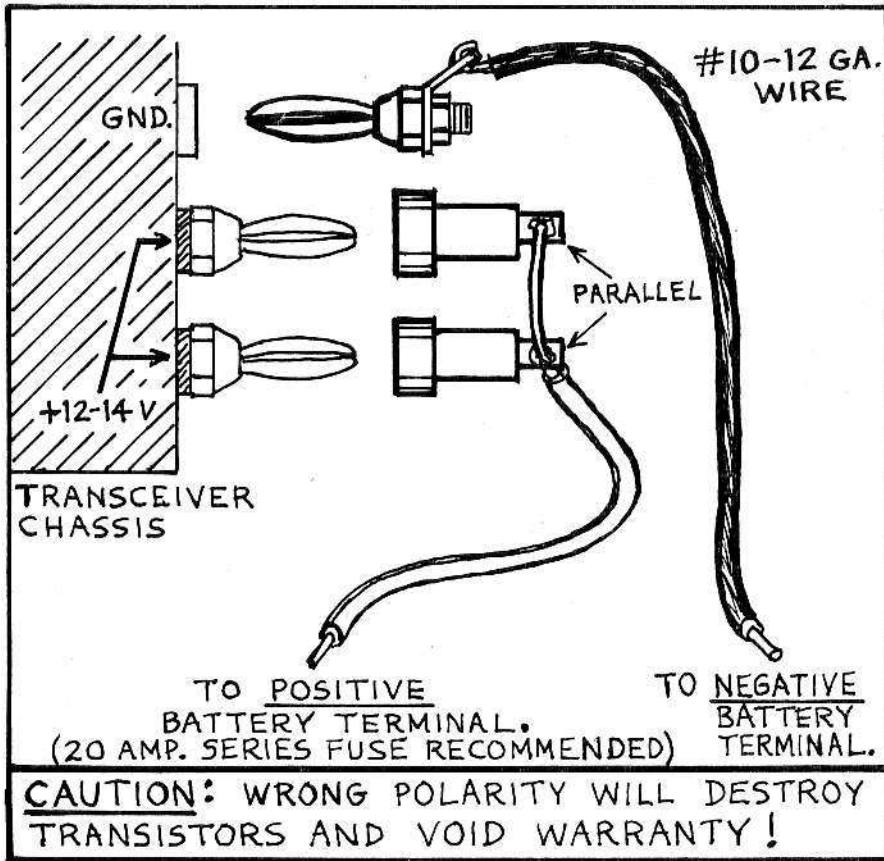 #10-12 GA.
WIRE
GND.
PARALLEL
+12-14 V
TRANSCEIVER
CHASSIS
TO POSITIVE
BATTERY TERMINAL.
(20 AMP. SERIES FUSE RECOMMENDED)
TO NEGATIVE
BATTERY
TERMINAL.
CAUTION: WRONG POLARITY WILL DESTROY
TRANSISTORS AND VOID WARRANTY!